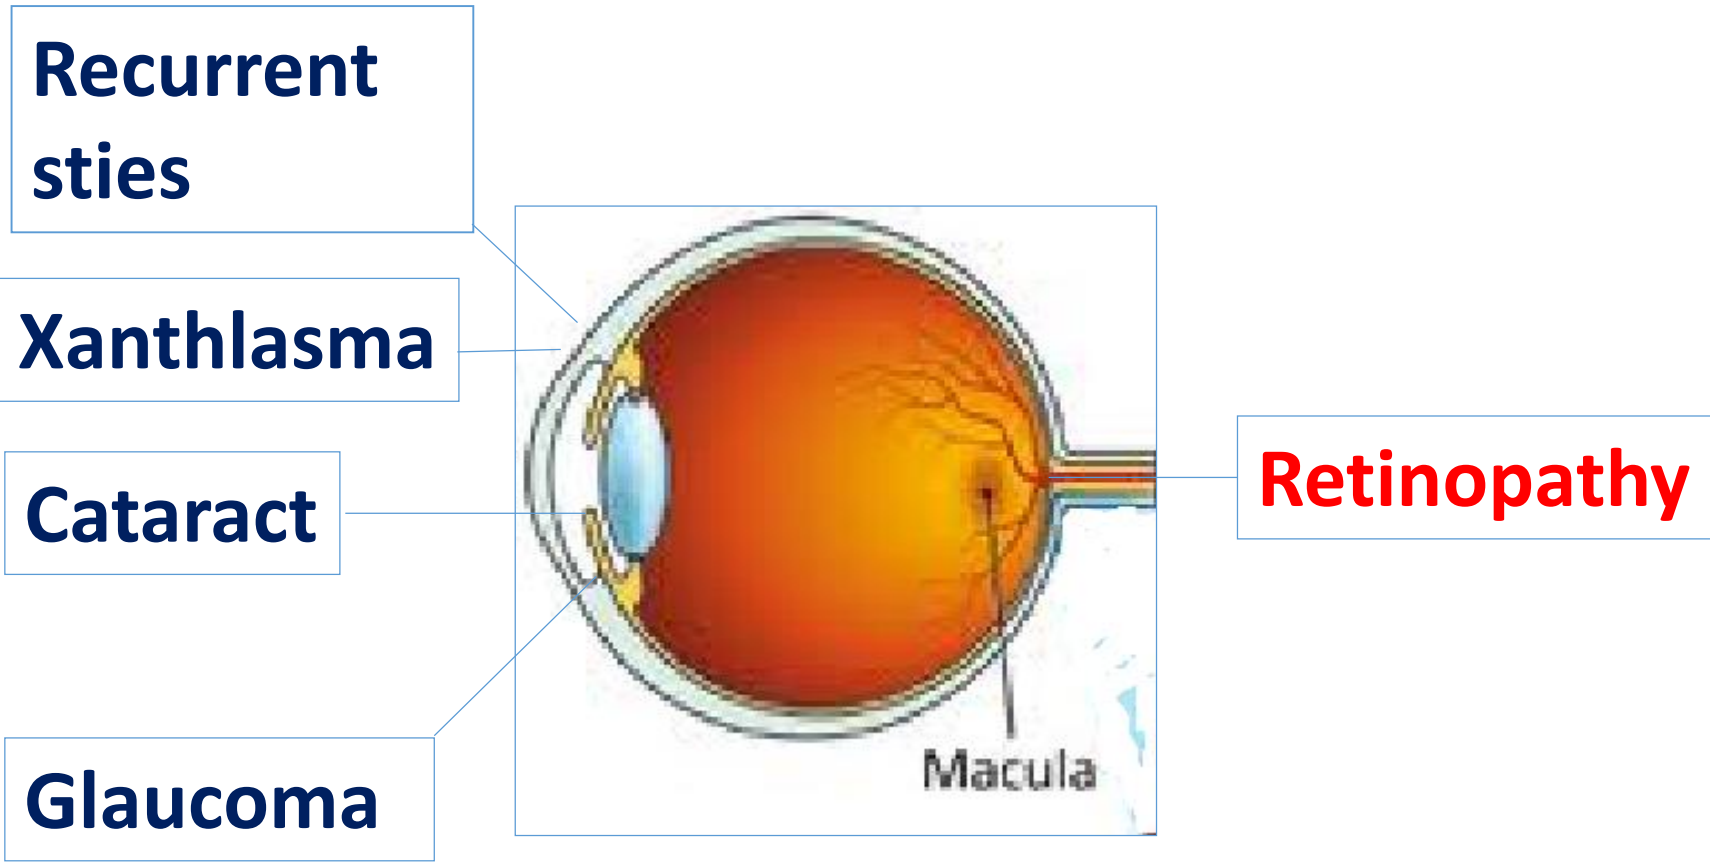 Recurrent
sties
Xanthlasma
Cataract
Retinopathy
Glaucoma
Macula